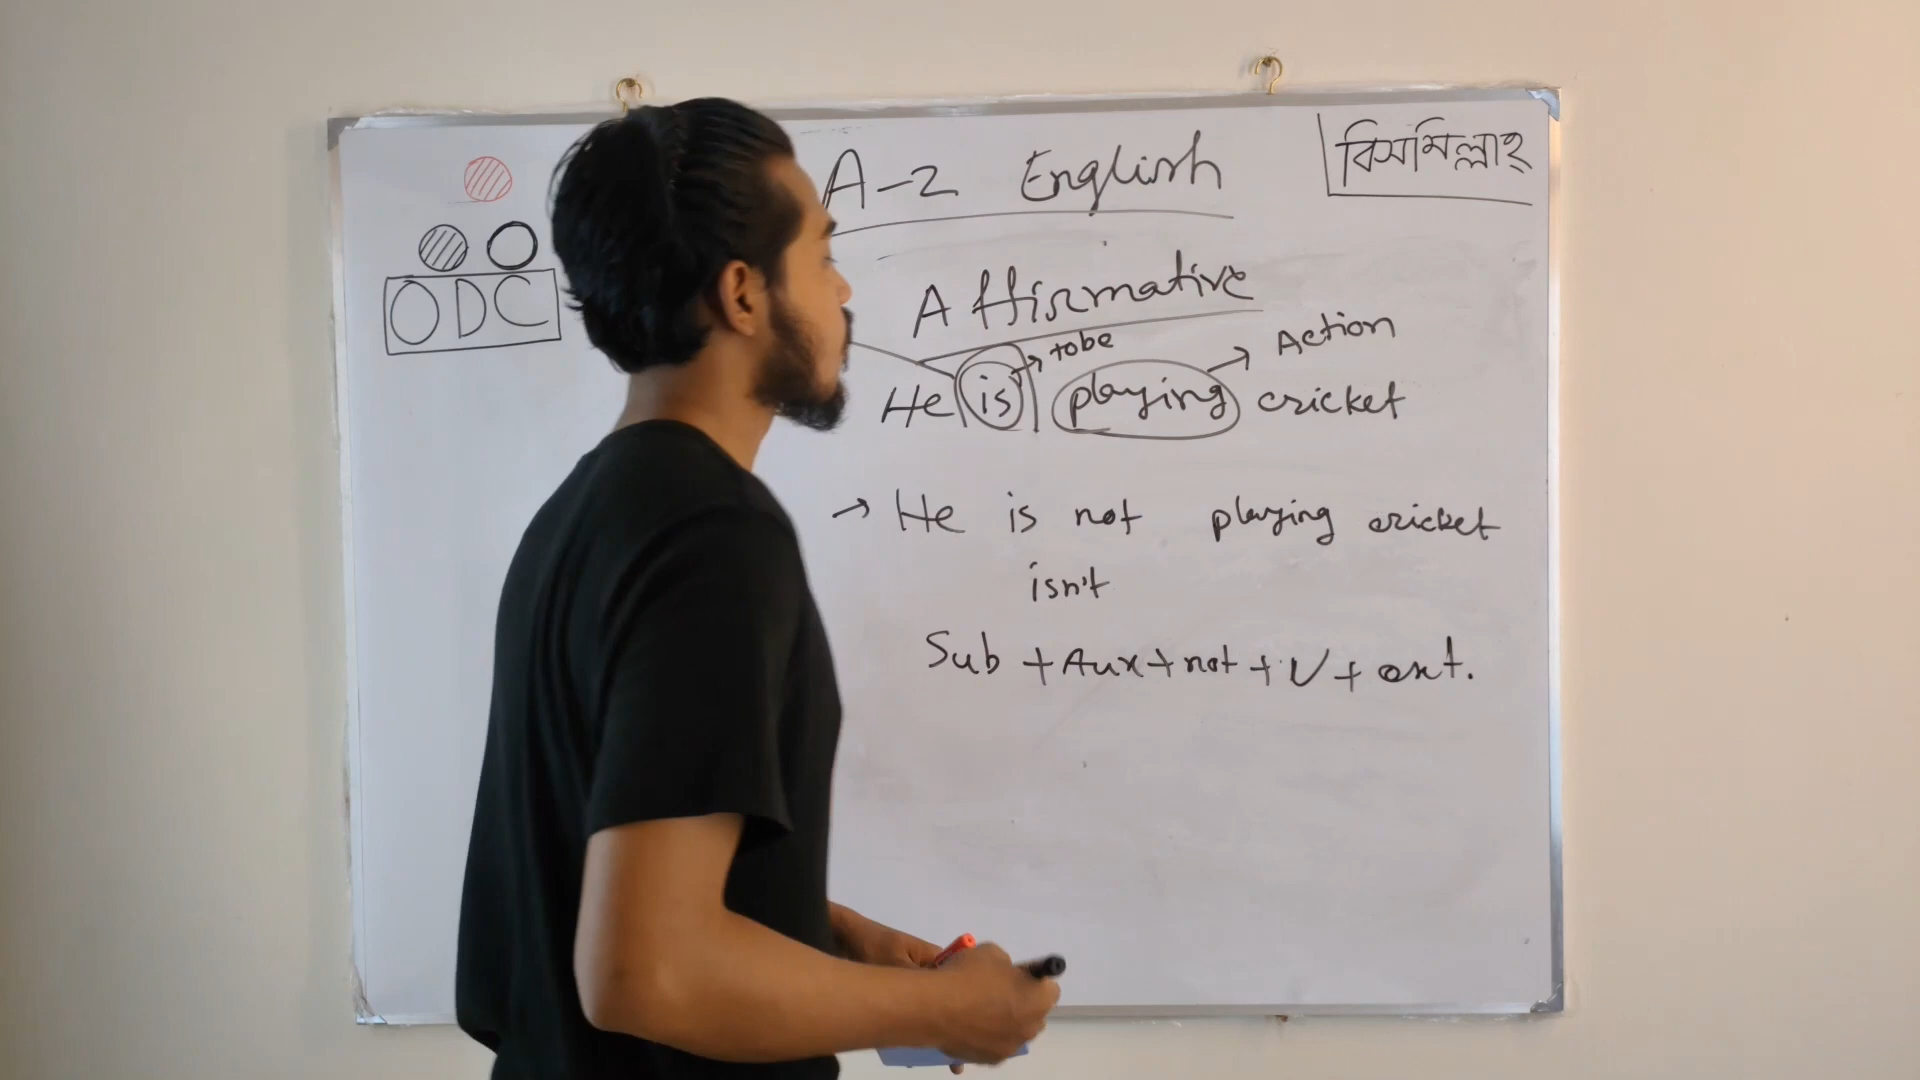 A-Z English
বিসমিল্লাহ্
ODC
Affirmative
tobe
Action
He is playing cricket
→ He is not playing cricket
isn't
Sub + Aux + not + V + ext.